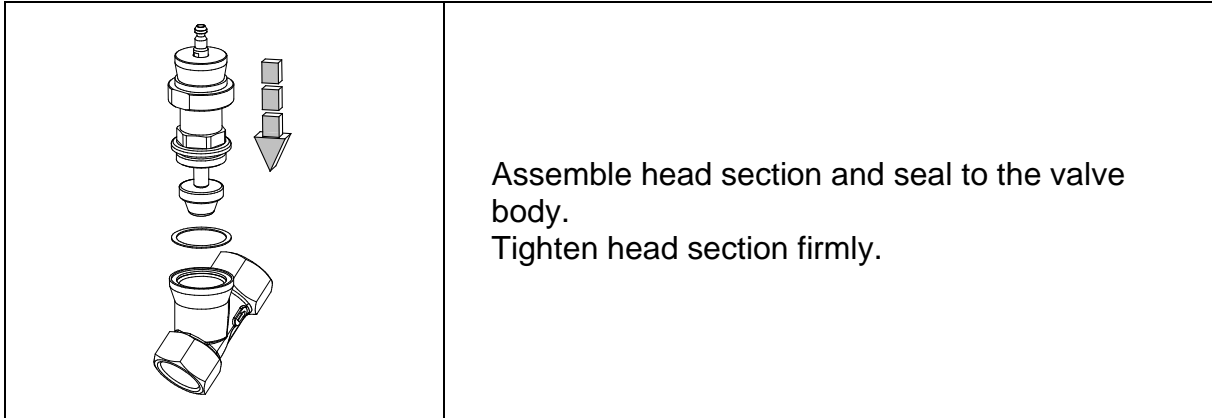 Assemble head section and seal to the valve
body.
Tighten head section firmly.